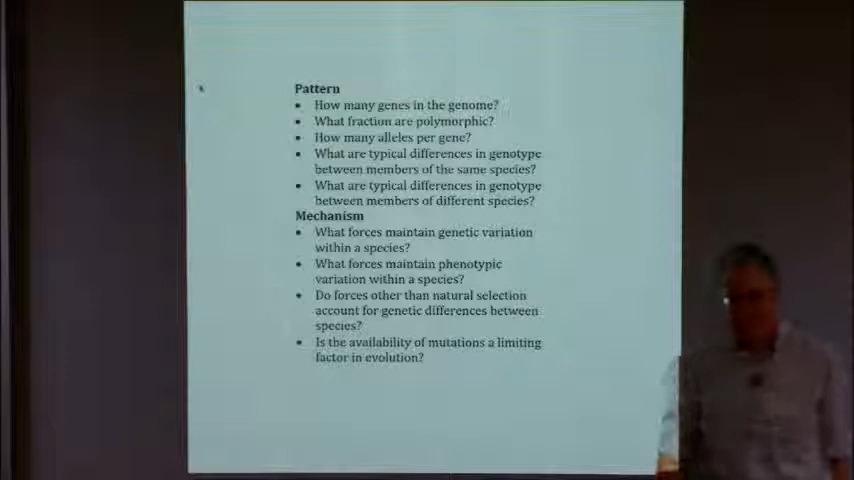 Pattern
• How many genes in the genome?
• What fraction are polymorphic?
• How many alleles per gene?
• What are typical differences in genotype
between members of the same species?
• What are typical differences in genotype
between members of different species?
Mechanism
• What forces maintain genetic variation
within a species?
• What forces maintain phenotypic
variation within a species?
• Do forces other than natural selection
account for genetic differences between
species?
• Is the availability of mutations a limiting
factor in evolution?